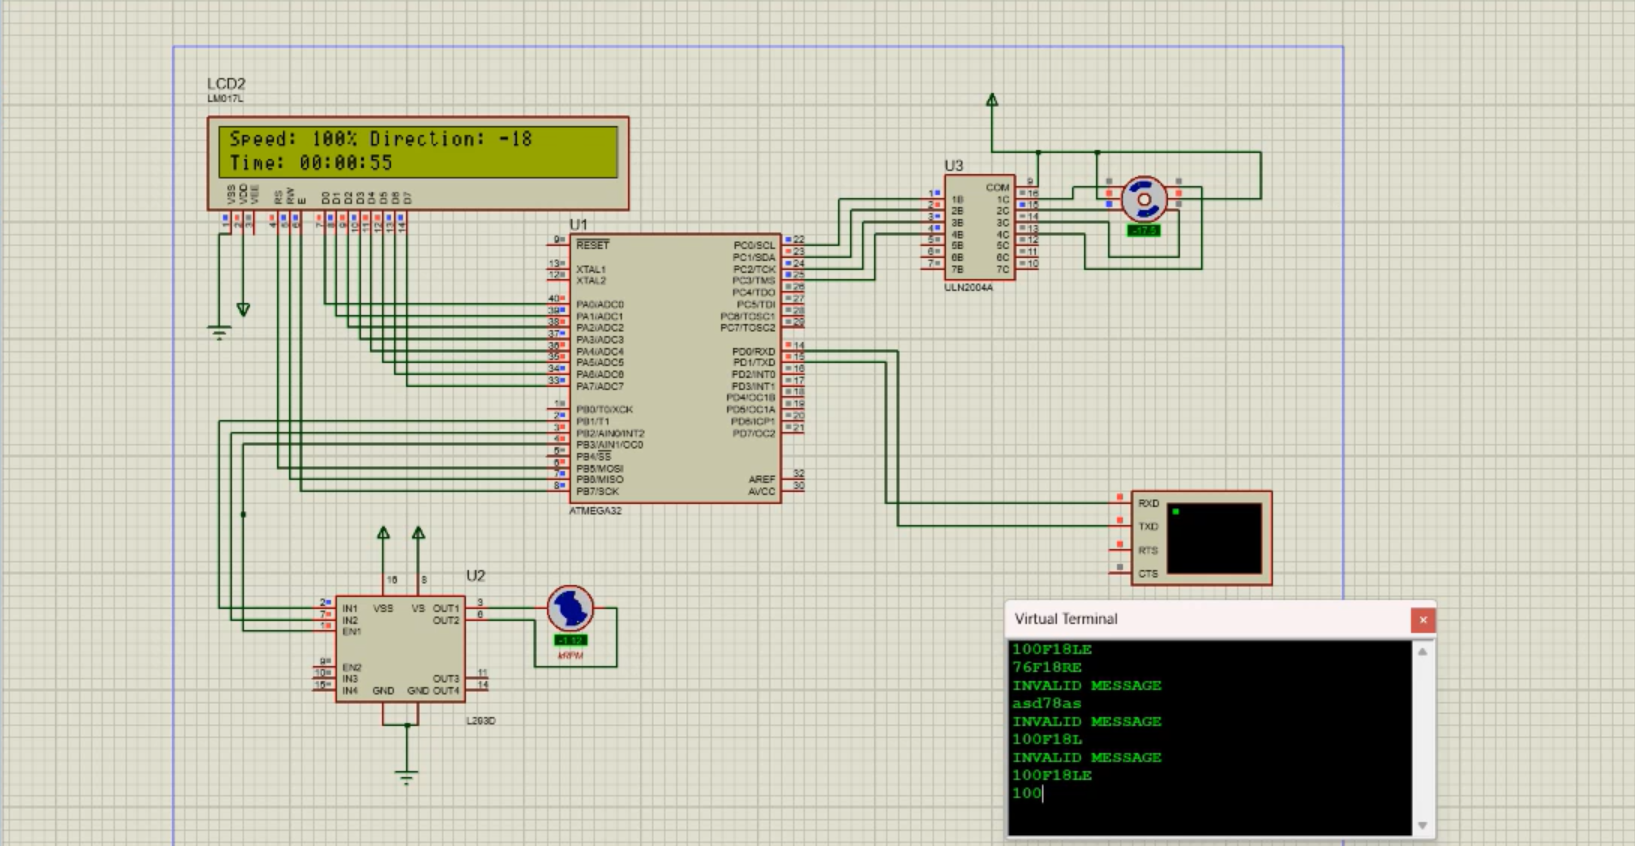 LCD2
LM017L
Speed: 100% Direction: -18
Time: 00:00:55
VSS VDD VEE RS RW E D0 D1 D2 D3 D4 D5 D6 D7
1 2 3 4 5 6 7 8 9 10 11 12 13 14
U1
9 RESET
13 XTAL1
12 XTAL2
40 PA0/ADC0
39 PA1/ADC1
38 PA2/ADC2
37 PA3/ADC3
36 PA4/ADC4
35 PA5/ADC5
34 PA6/ADC6
33 PA7/ADC7
1 PB0/T0/XCK
2 PB1/T1
3 PB2/AIN0/INT2
4 PB3/AIN1/OC0
5 PB4/SS
6 PB5/MOSI
7 PB6/MISO
8 PB7/SCK
PC0/SCL 22
PC1/SDA 23
PC2/TCK 24
PC3/TMS 25
PC4/TDO 26
PC5/TDI 27
PC6/TOSC1 28
PC7/TOSC2 29
PD0/RXD 14
PD1/TXD 15
PD2/INT0 16
PD3/INT1 17
PD4/OC1B 18
PD5/OC1A 19
PD6/ICP1 20
PD7/OC2 21
AREF 32
AVCC 30
ATMEGA32
U3
COM 9
1 1B 1C 16
2 2B 2C 15
3 3B 3C 14
4 4B 4C 13
5 5B 5C 12
6 6B 6C 11
7 7B 7C 10
ULN2004A
-17.5
RXD
TXD
RTS
CTS
U2
16 8
2 IN1 VSS VS OUT1 3
7 IN2 OUT2 6
1 EN1
9 EN2
10 IN3 OUT3 11
15 IN4 GND GND OUT4 14
L293D
-1.12
kRPM
Virtual Terminal
100F18LE
76F18RE
INVALID MESSAGE
asd78as
INVALID MESSAGE
100F18L
INVALID MESSAGE
100F18LE
100